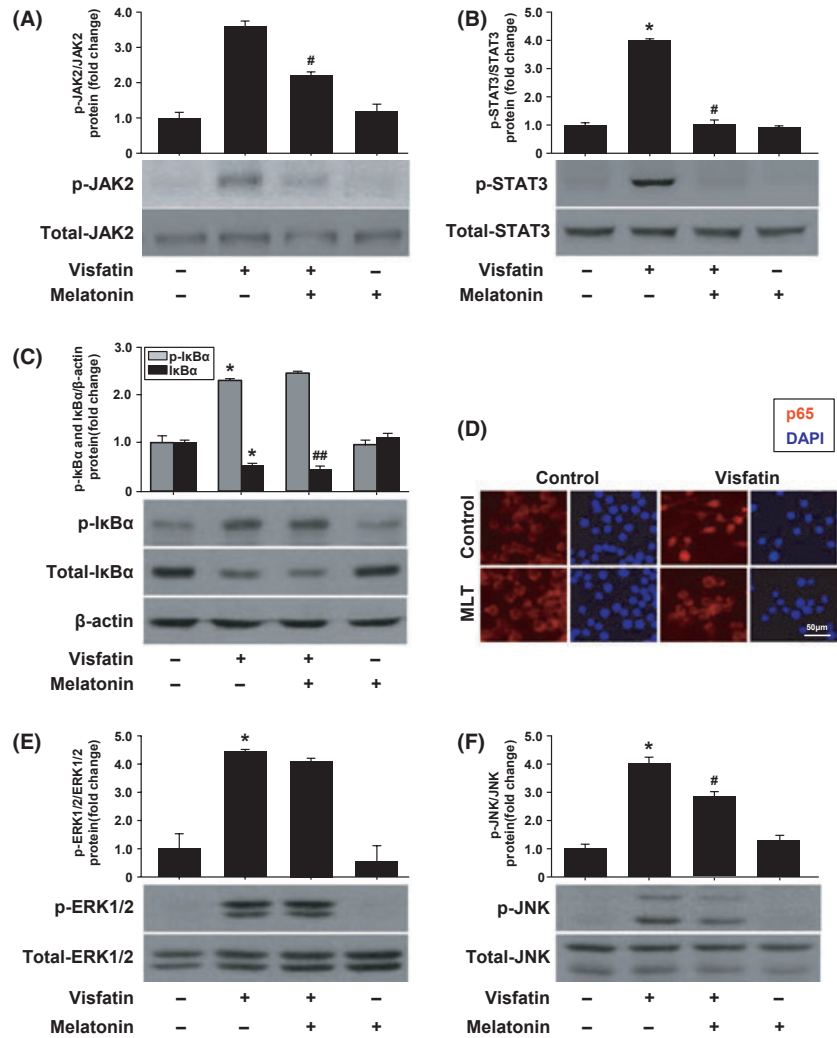 (A)
p-JAK2/JAK2
protein (fold change)
4.0
3.0
2.0
1.0
0.0
#
p-JAK2
Total-JAK2
Visfatin – + + –
Melatonin – – + +
(B)
p-STAT3/STAT3
protein (fold change)
5.0
4.0
3.0
2.0
1.0
0.0
*
#
p-STAT3
Total-STAT3
Visfatin – + + –
Melatonin – – + +
(C)
p-IκBα and IκBα/β-actin
protein(fold change)
3.0
2.0
1.0
0.0
p-IκBα
IκBα
*
*
##
p-IκBα
Total-IκBα
β-actin
Visfatin – + + –
Melatonin – – + +
(D)
p65
DAPI
Control Visfatin
Control
MLT
50µm
(E)
p-ERK1/2/ERK1/2
protein(fold change)
5.0
4.0
3.0
2.0
1.0
0.0
*
p-ERK1/2
Total-ERK1/2
Visfatin – + + –
Melatonin – – + +
(F)
p-JNK/JNK
protein(fold change)
5.0
4.0
3.0
2.0
1.0
0.0
*
#
p-JNK
Total-JNK
Visfatin – + + –
Melatonin – – + +